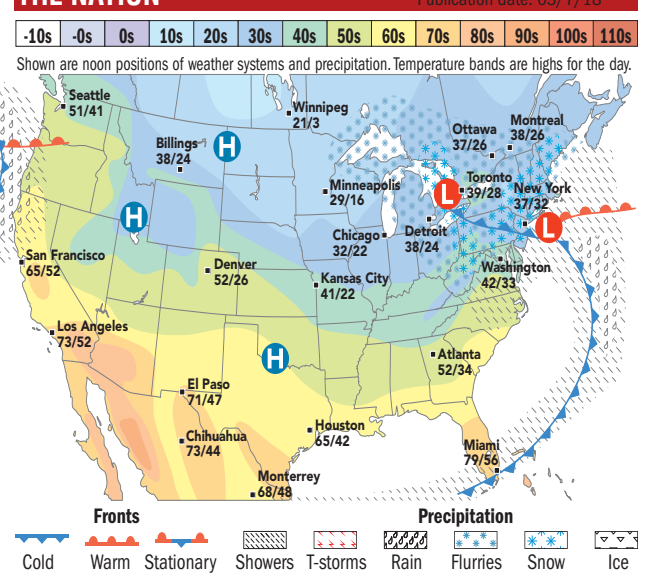 THE NATION
Publication date: 03/7/18
-10s -0s 0s 10s 20s 30s 40s 50s 60s 70s 80s 90s 100s 110s
Shown are noon positions of weather systems and precipitation. Temperature bands are highs for the day.
Seattle
51/41
Winnipeg
21/3
Billings
38/24
H
Ottawa
37/26
Montreal
38/26
Minneapolis
29/16
L
Toronto
39/28
New York
37/32
H
Chicago
32/22
Detroit
38/24
L
San Francisco
65/52
Denver
52/26
Kansas City
41/22
Washington
42/33
Los Angeles
73/52
H
Atlanta
52/34
El Paso
71/47
Chihuahua
73/44
Houston
65/42
Miami
79/56
Monterrey
68/48
Fronts
Precipitation
Cold Warm Stationary Showers T-storms Rain Flurries Snow Ice